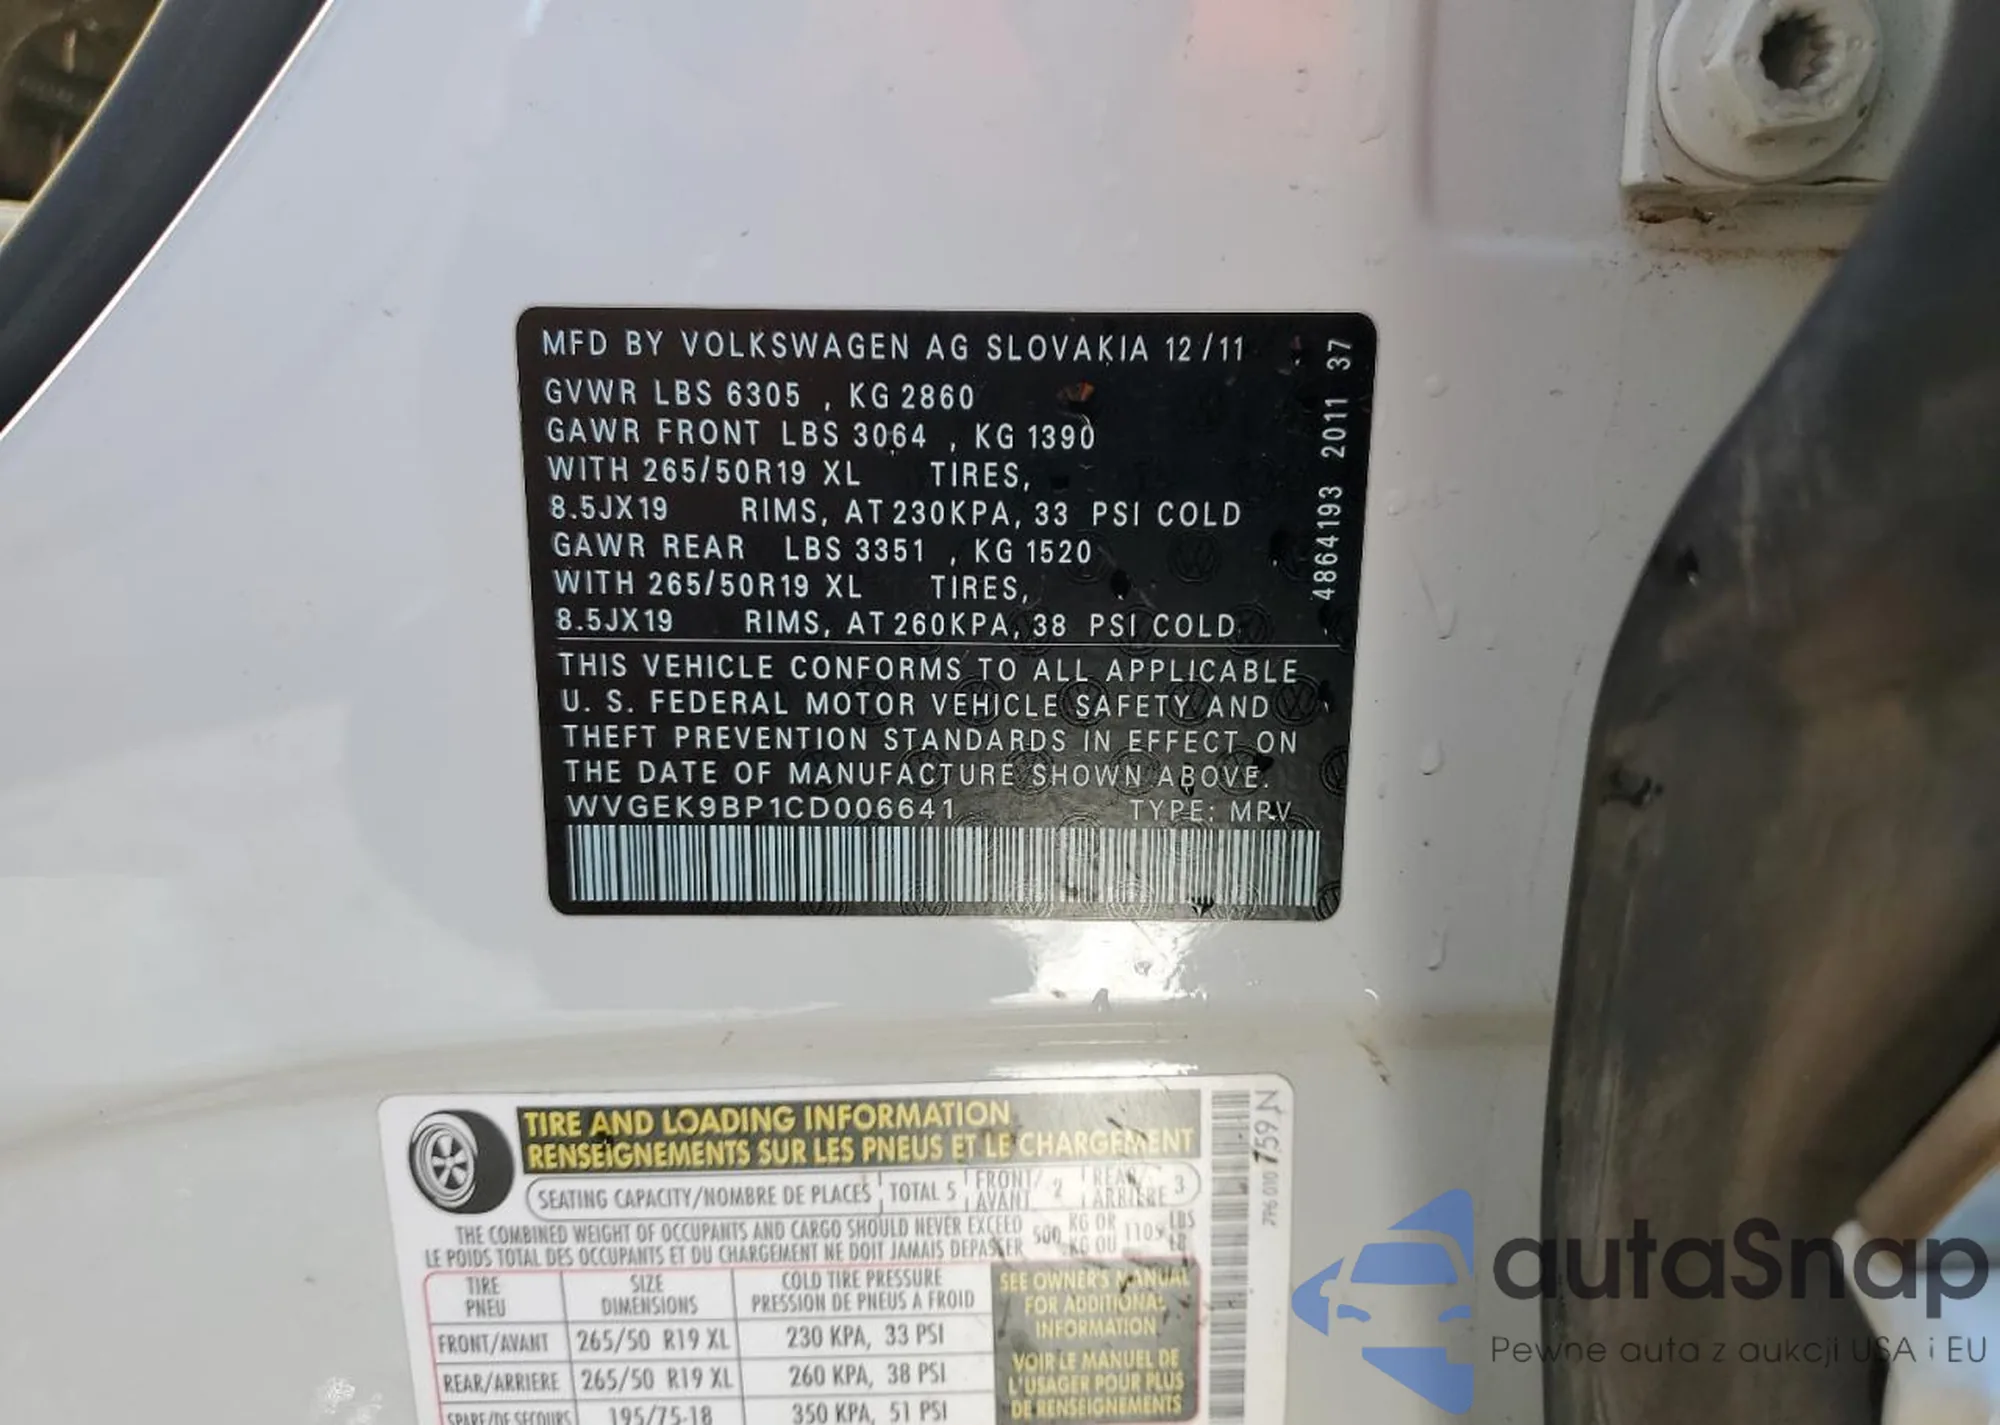 MFD BY VOLKSWAGEN AG SLOVAKIA 12/11
GVWR LBS 6305 , KG 2860
GAWR FRONT LBS 3064 , KG 1390
WITH 265/50R19 XL TIRES,
8.5JX19 RIMS, AT 230KPA, 33 PSI COLD
GAWR REAR LBS 3351 , KG 1520
WITH 265/50R19 XL TIRES,
8.5JX19 RIMS, AT 260KPA, 38 PSI COLD
THIS VEHICLE CONFORMS TO ALL APPLICABLE
U. S. FEDERAL MOTOR VEHICLE SAFETY AND
THEFT PREVENTION STANDARDS IN EFFECT ON
THE DATE OF MANUFACTURE SHOWN ABOVE.
WVGEK9BP1CD006641 TYPE: MPV
4864193 2011 37
TIRE AND LOADING INFORMATION
RENSEIGNEMENTS SUR LES PNEUS ET LE CHARGEMENT
SEATING CAPACITY/NOMBRE DE PLACES TOTAL 5 FRONT/ 2 REAR/ 3
AVANT ARRIÈRE
THE COMBINED WEIGHT OF OCCUPANTS AND CARGO SHOULD NEVER EXCEED 500 KG OR LBS
LE POIDS TOTAL DES OCCUPANTS ET DU CHARGEMENT NE DOIT JAMAIS DEPASSER KG OU LB
TIRE SIZE COLD TIRE PRESSURE
PNEU DIMENSIONS PRESSION DE PNEUS A FROID
FRONT/AVANT 265/50 R19 XL 230 KPA, 33 PSI
REAR/ARRIERE 265/50 R19 XL 260 KPA, 38 PSI
SPARE/DE SECOURS 195/75-18 350 KPA, 51 PSI
SEE OWNER'S MANUAL
FOR ADDITIONAL
INFORMATION
VOIR LE MANUEL DE
L'USAGER POUR PLUS
DE RENSEIGNEMENTS
7P6 010 759 N
autaSnap
Pewne auta z aukcji USA i EU